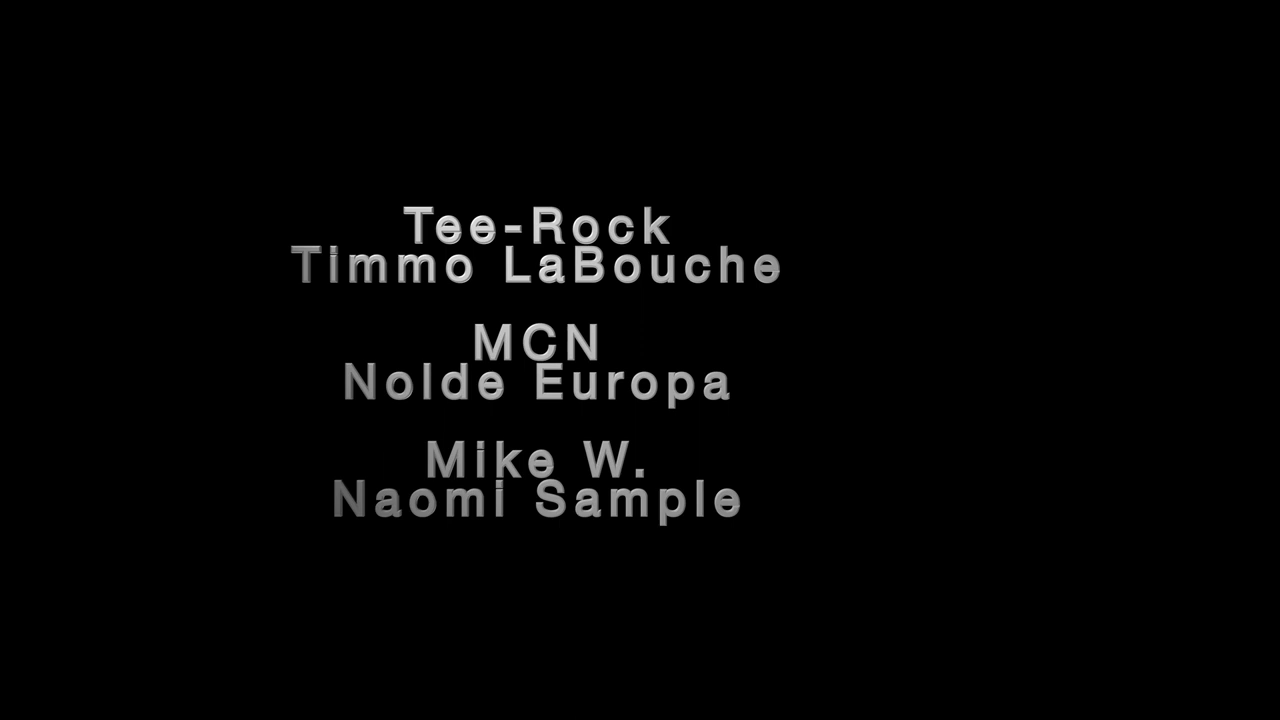 Tee-Rock
Timmo LaBouche
MCN
Nolde Europa
Mike W.
Naomi Sample